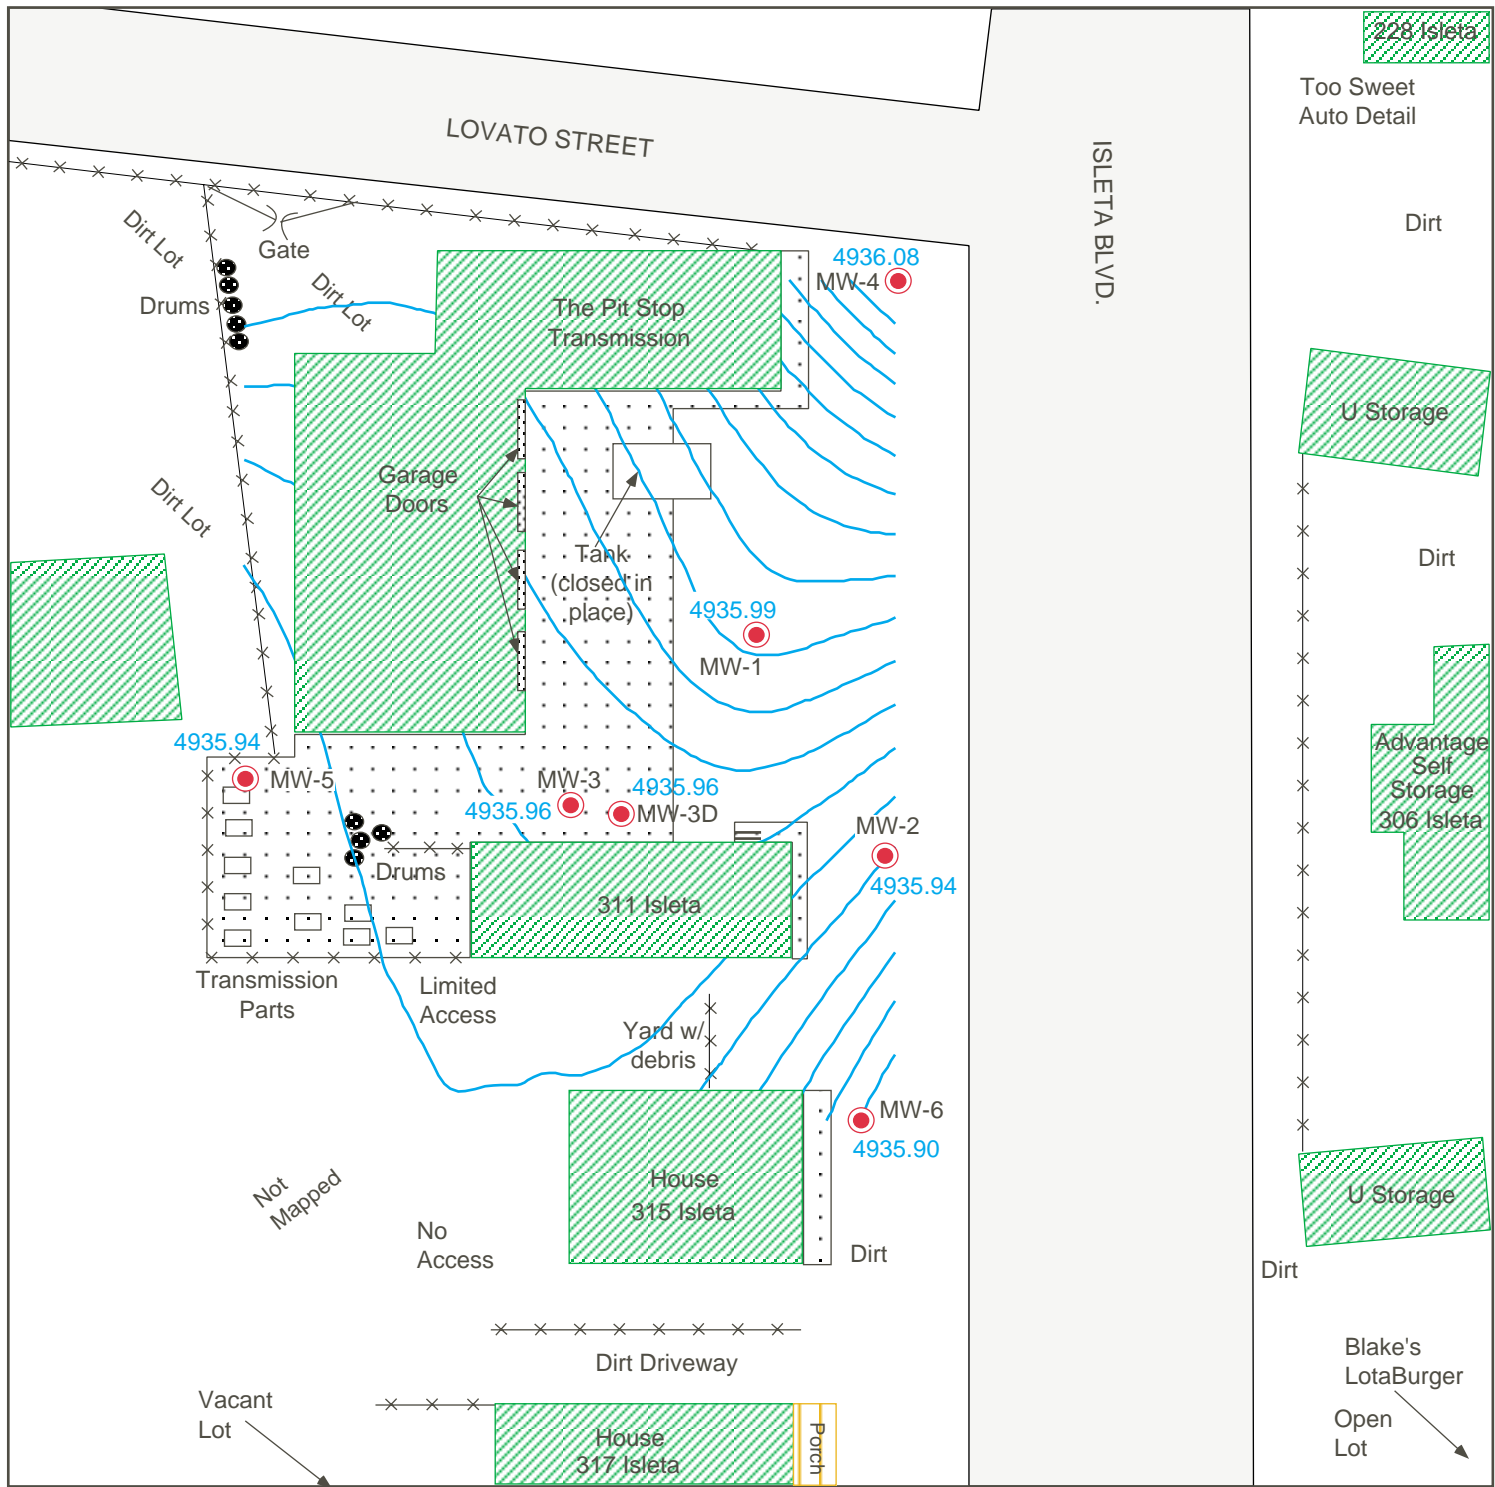 228 Isleta
Too Sweet
Auto Detail
LOVATO STREET
ISLETA BLVD.
Dirt
Dirt Lot
Gate
Dirt Lot
Drums
4936.08
MW-4
The Pit Stop
Transmission
U Storage
Garage
Doors
Dirt Lot
Tank
(closed in
place)
Dirt
4935.99
MW-1
4935.94
MW-5
MW-3
4935.96
4935.96
MW-3D
Advantage
Self
Storage
306 Isleta
MW-2
4935.94
Drums
311 Isleta
Transmission
Parts
Limited
Access
Yard w/
debris
MW-6
4935.90
Not
Mapped
House
315 Isleta
U Storage
No
Access
Dirt
Dirt
Dirt Driveway
Blake's
LotaBurger
Vacant
Lot
Open
Lot
House
317 Isleta
Porch